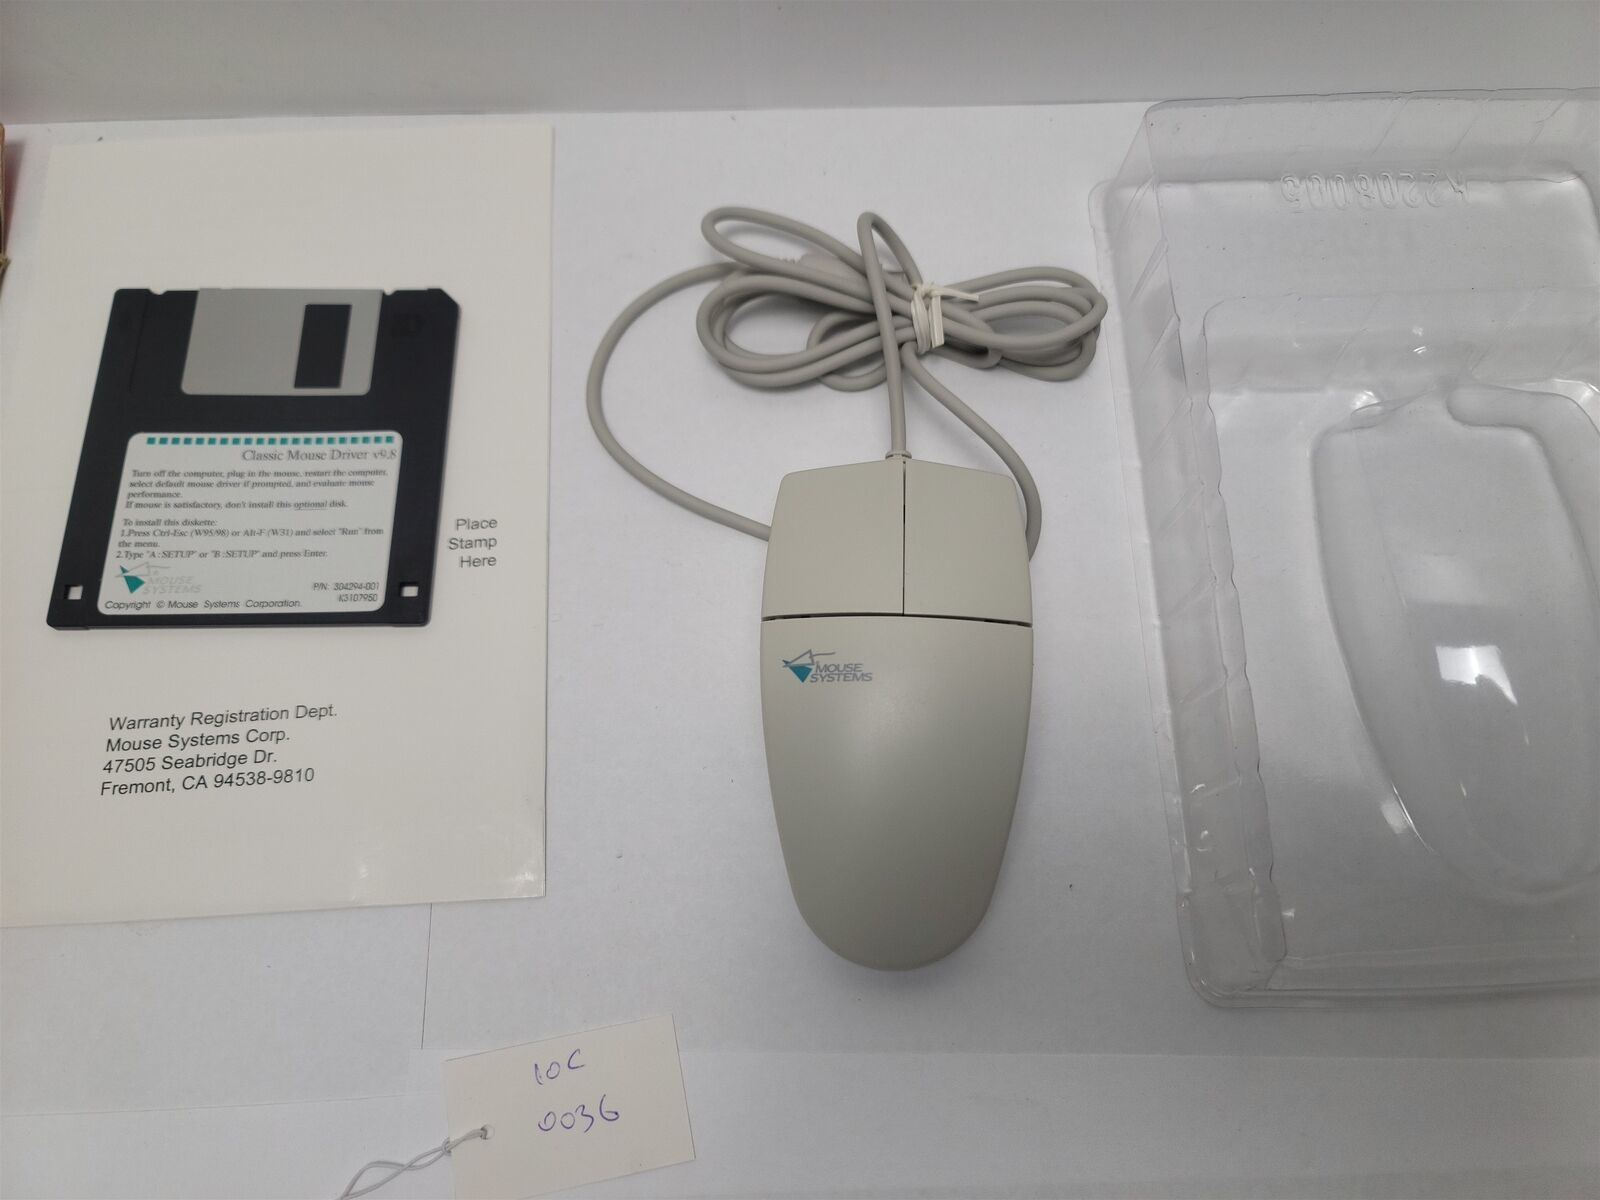 Classic Mouse Driver v9.8
Turn off the computer, plug in the mouse, restart the computer,
select default mouse driver if prompted, and evaluate mouse
performance.
If mouse is satisfactory, don't install this optional disk.
To install this diskette:
1.Press Ctrl-Esc (W95/98) or Alt-F (W31) and select "Run" from
the menu.
2.Type "A:SETUP" or "B:SETUP" and press Enter.
MOUSE
SYSTEMS
P/N: 304294-001
K3107950
Copyright © Mouse Systems Corporation.
Place
Stamp
Here
Warranty Registration Dept.
Mouse Systems Corp.
47505 Seabridge Dr.
Fremont, CA 94538-9810
MOUSE
SYSTEMS
10C
0036